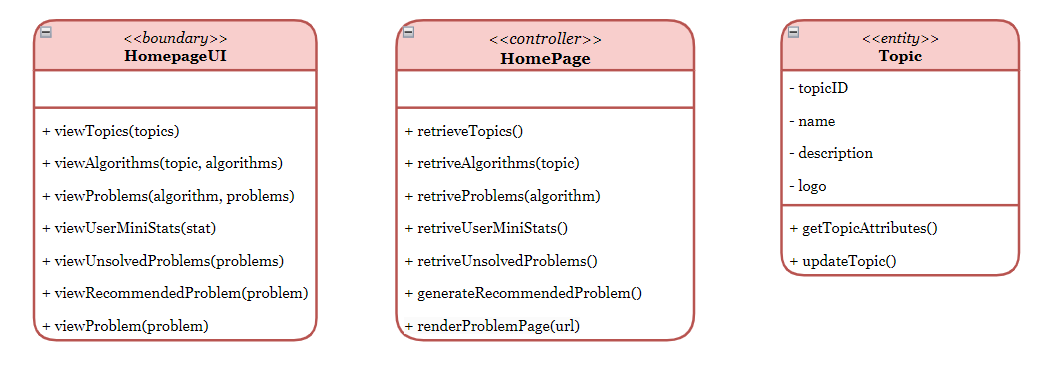 <<boundary>>
HomepageUI
+ viewTopics(topics)
+ viewAlgorithms(topic, algorithms)
+ viewProblems(algorithm, problems)
+ viewUserMiniStats(stat)
+ viewUnsolvedProblems(problems)
+ viewRecommendedProblem(problem)
+ viewProblem(problem)
<<controller>>
HomePage
+ retrieveTopics()
+ retriveAlgorithms(topic)
+ retriveProblems(algorithm)
+ retriveUserMiniStats()
+ retriveUnsolvedProblems()
+ generateRecommendedProblem()
+ renderProblemPage(url)
<<entity>>
Topic
- topicID
- name
- description
- logo
+ getTopicAttributes()
+ updateTopic()